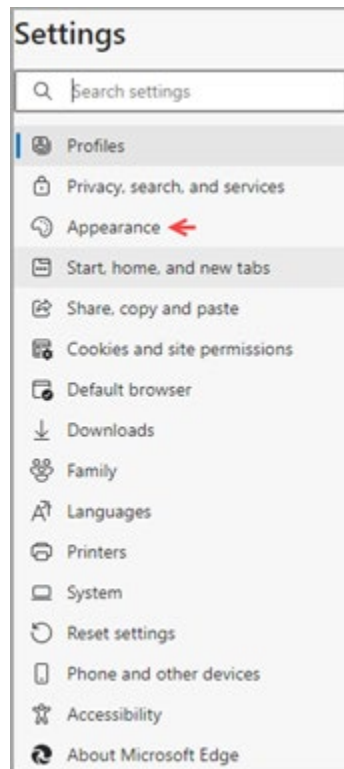 Settings
Search settings
Profiles
Privacy, search, and services
Appearance
Start, home, and new tabs
Share, copy and paste
Cookies and site permissions
Default browser
Downloads
Family
Languages
Printers
System
Reset settings
Phone and other devices
Accessibility
About Microsoft Edge